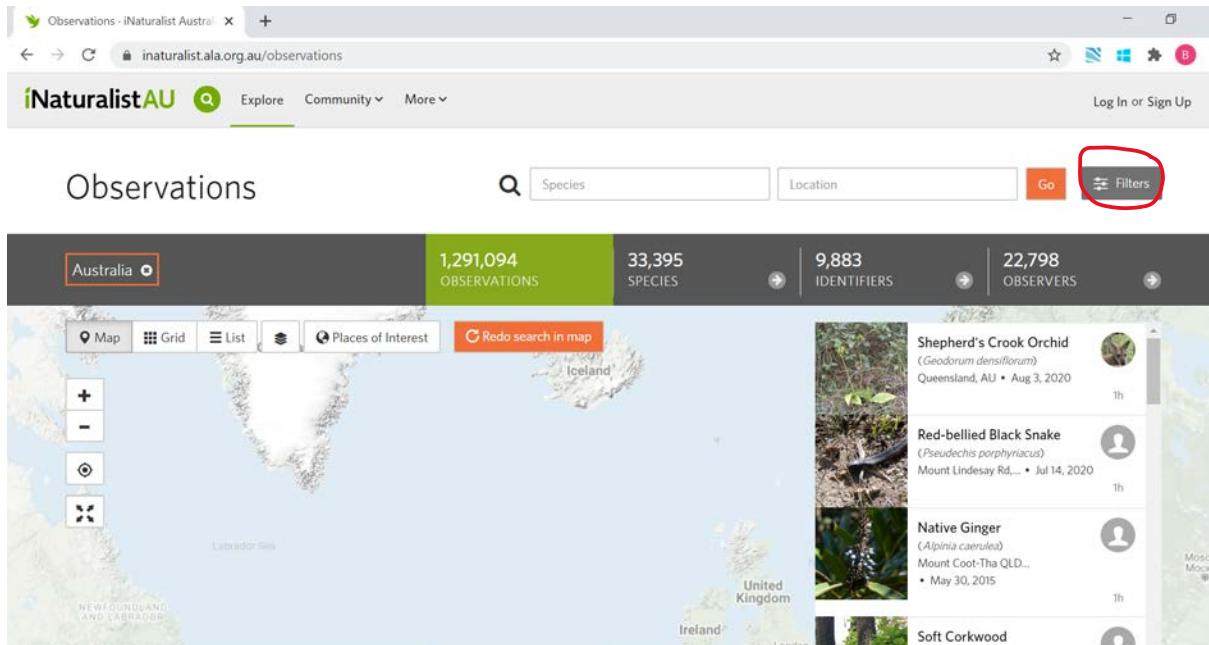 Observations · iNaturalist Austral
inaturalist.ala.org.au/observations
B
iNaturalistAU
Explore
Community
More
Log In or Sign Up
Observations
Species
Location
Go
Filters
Australia
1,291,094
OBSERVATIONS
33,395
SPECIES
9,883
IDENTIFIERS
22,798
OBSERVERS
Map
Grid
List
Places of Interest
Redo search in map
Iceland
Labrador Sea
NEWFOUNDLAND
AND LABRADOR
United
Kingdom
Ireland
Shepherd's Crook Orchid
(Geodorum densiflorum)
Queensland, AU • Aug 3, 2020
1h
Red-bellied Black Snake
(Pseudechis porphyriacus)
Mount Lindesay Rd,... • Jul 14, 2020
1h
Native Ginger
(Alpinia caerulea)
Mount Coot-Tha QLD...
• May 30, 2015
1h
Soft Corkwood